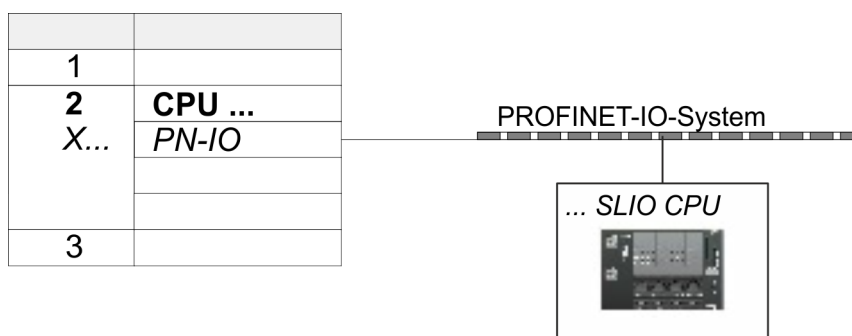 1
2 CPU ...
X... PN-IO
3
PROFINET-IO-System
... SLIO CPU